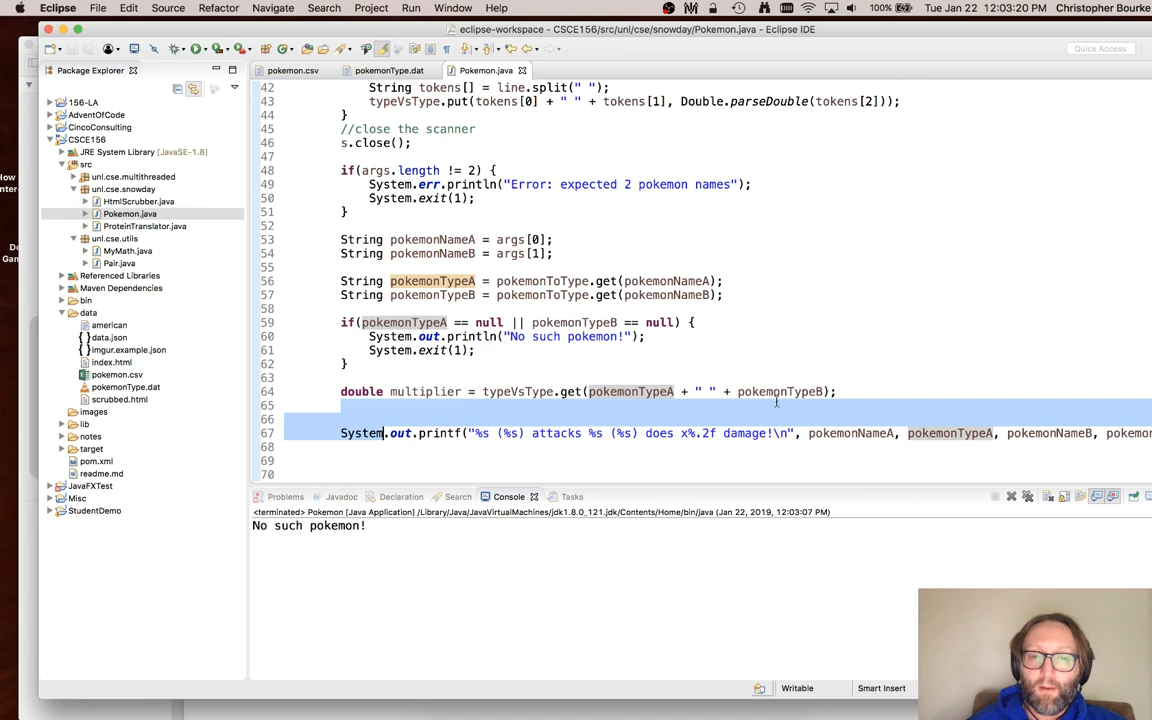 Eclipse File Edit Source Refactor Navigate Search Project Run Window Help 100% Tue Jan 22 12:03:20 PM Christopher Bourke
eclipse-workspace - CSCE156/src/unl/cse/snowday/Pokemon.java - Eclipse IDE
Quick Access
Package Explorer
pokemon.csv pokemonType.dat Pokemon.java
156-LA
AdventOfCode
CincoConsulting
CSCE156
JRE System Library [JavaSE-1.8]
src
unl.cse.multithreaded
unl.cse.snowday
HtmlScrubber.java
Pokemon.java
ProteinTranslator.java
unl.cse.utils
MyMath.java
Pair.java
Referenced Libraries
Maven Dependencies
bin
data
american
data.json
imgur.example.json
index.html
pokemon.csv
pokemonType.dat
scrubbed.html
images
lib
notes
target
pom.xml
readme.md
JavaFXTest
Misc
StudentDemo
42 String tokens[] = line.split(" ");
43 typeVsType.put(tokens[0] + " " + tokens[1], Double.parseDouble(tokens[2]));
44 }
45 //close the scanner
46 s.close();
47
48 if(args.length != 2) {
49 System.err.println("Error: expected 2 pokemon names");
50 System.exit(1);
51 }
52
53 String pokemonNameA = args[0];
54 String pokemonNameB = args[1];
55
56 String pokemonTypeA = pokemonToType.get(pokemonNameA);
57 String pokemonTypeB = pokemonToType.get(pokemonNameB);
58
59 if(pokemonTypeA == null || pokemonTypeB == null) {
60 System.out.println("No such pokemon!");
61 System.exit(1);
62 }
63
64 double multiplier = typeVsType.get(pokemonTypeA + " " + pokemonTypeB);
65
66
67 System.out.printf("%s (%s) attacks %s (%s) does x%.2f damage!\n", pokemonNameA, pokemonTypeA, pokemonNameB, pokemon
68
69
70
Problems Javadoc Declaration Search Console Tasks
<terminated> Pokemon [Java Application] /Library/Java/JavaVirtualMachines/jdk1.8.0_121.jdk/Contents/Home/bin/java (Jan 22, 2019, 12:03:07 PM)
No such pokemon!
Writable Smart Insert
How
nter-
Do
Gam